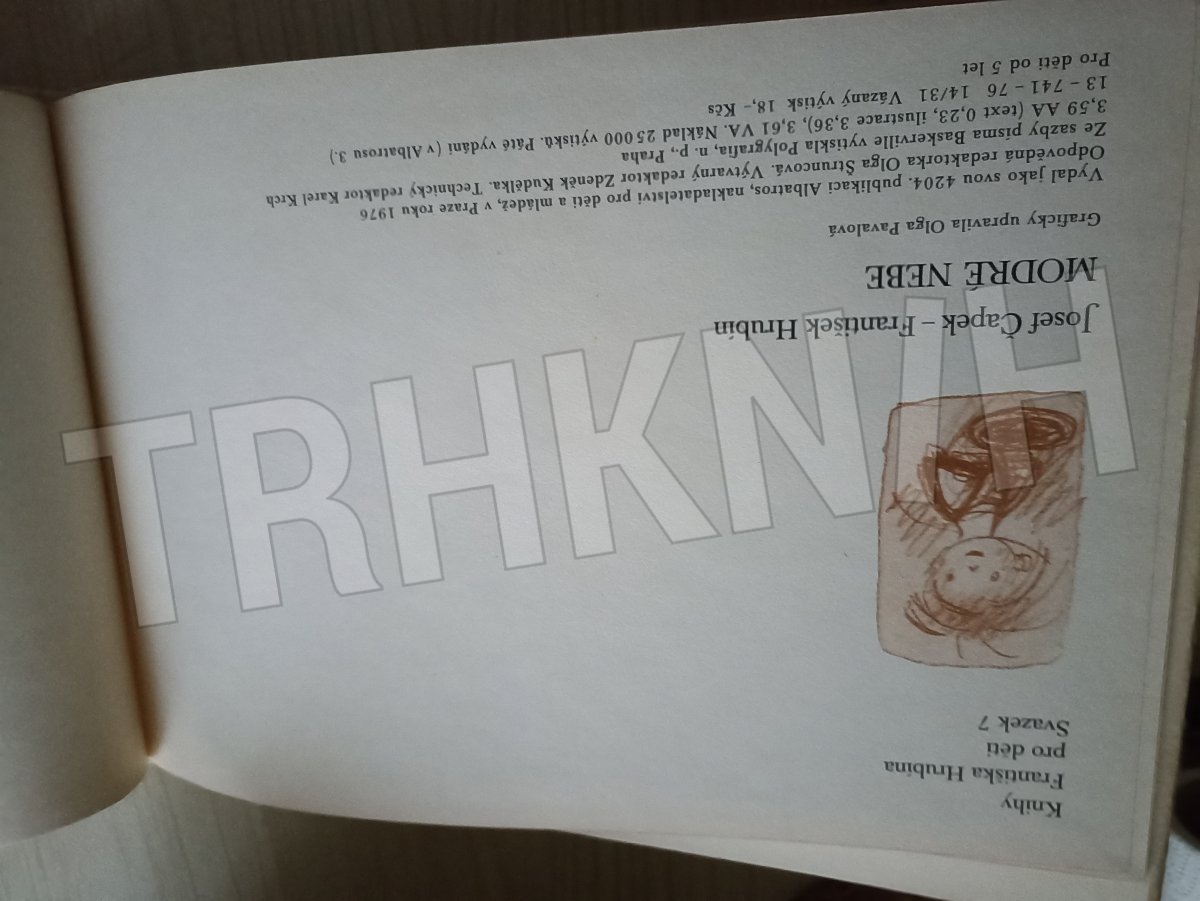 Knihy
Františka Hrubína
pro děti
Svazek 7
Josef Čapek – František Hrubín
MODRÉ NEBE
Graficky upravila Olga Pavalová
Vydal jako svou 4204. publikaci Albatros, nakladatelství pro děti a mládež, v Praze roku 1976
Odpovědná redaktorka Olga Štruncová. Výtvarný redaktor Zdeněk Kudělka. Technický redaktor Karel Krch
Ze sazby písma Baskerville vytiskla Polygrafia, n. p., Praha
3,59 AA (text 0,23, ilustrace 3,36), 3,61 VA. Náklad 25 000 výtisků. Páté vydání (v Albatrosu 3.)
13 – 741 – 76 14/31 Vázaný výtisk 18,– Kčs
Pro děti od 5 let
TRHKNIH